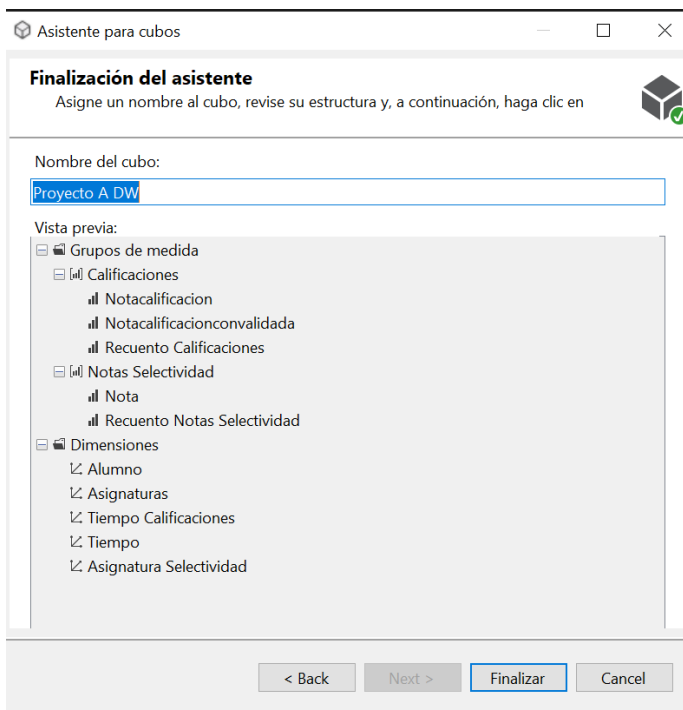 Asistente para cubos
Finalización del asistente
Asigne un nombre al cubo, revise su estructura y, a continuación, haga clic en
Nombre del cubo:
Proyecto A DW
Vista previa:
Grupos de medida
Calificaciones
Notacalificacion
Notacalificacionconvalidada
Recuento Calificaciones
Notas Selectividad
Nota
Recuento Notas Selectividad
Dimensiones
Alumno
Asignaturas
Tiempo Calificaciones
Tiempo
Asignatura Selectividad
< Back Next > Finalizar Cancel